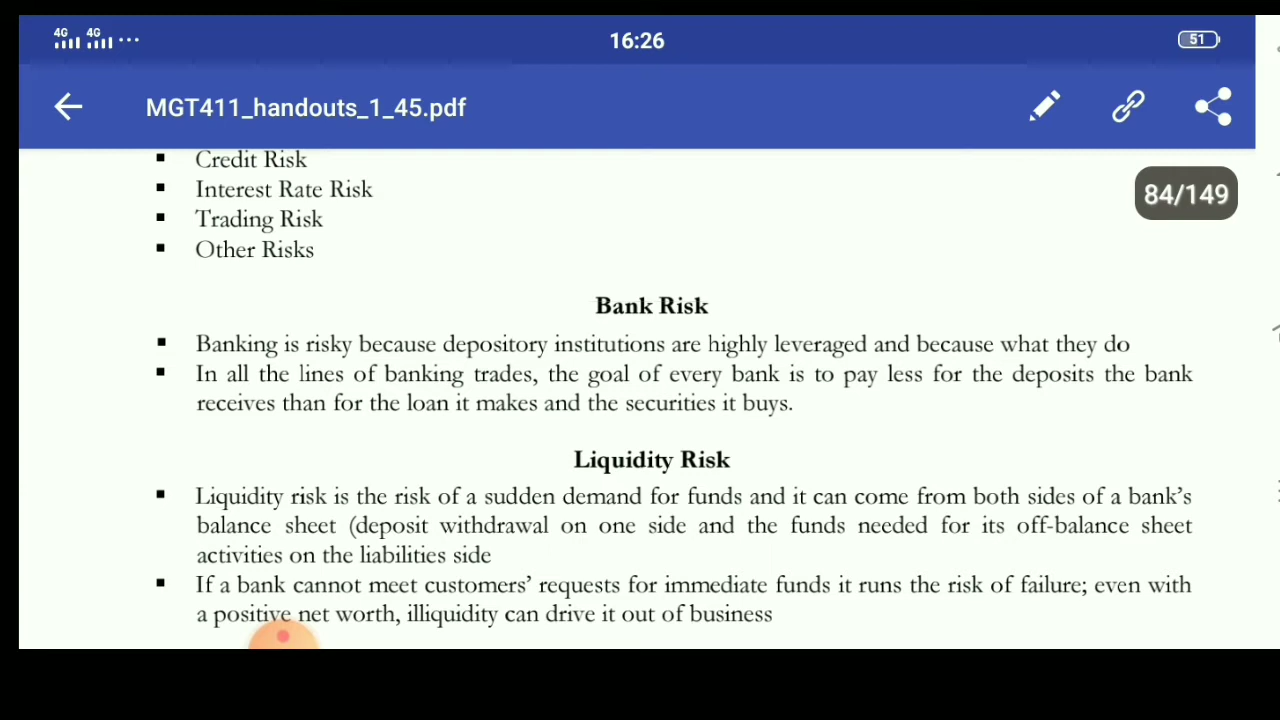 4G 4G
16:26
51
MGT411_handouts_1_45.pdf
84/149
▪ Credit Risk
▪ Interest Rate Risk
▪ Trading Risk
▪ Other Risks
Bank Risk
▪ Banking is risky because depository institutions are highly leveraged and because what they do
▪ In all the lines of banking trades, the goal of every bank is to pay less for the deposits the bank
receives than for the loan it makes and the securities it buys.
Liquidity Risk
▪ Liquidity risk is the risk of a sudden demand for funds and it can come from both sides of a bank’s
balance sheet (deposit withdrawal on one side and the funds needed for its off-balance sheet
activities on the liabilities side
▪ If a bank cannot meet customers’ requests for immediate funds it runs the risk of failure; even with
a positive net worth, illiquidity can drive it out of business